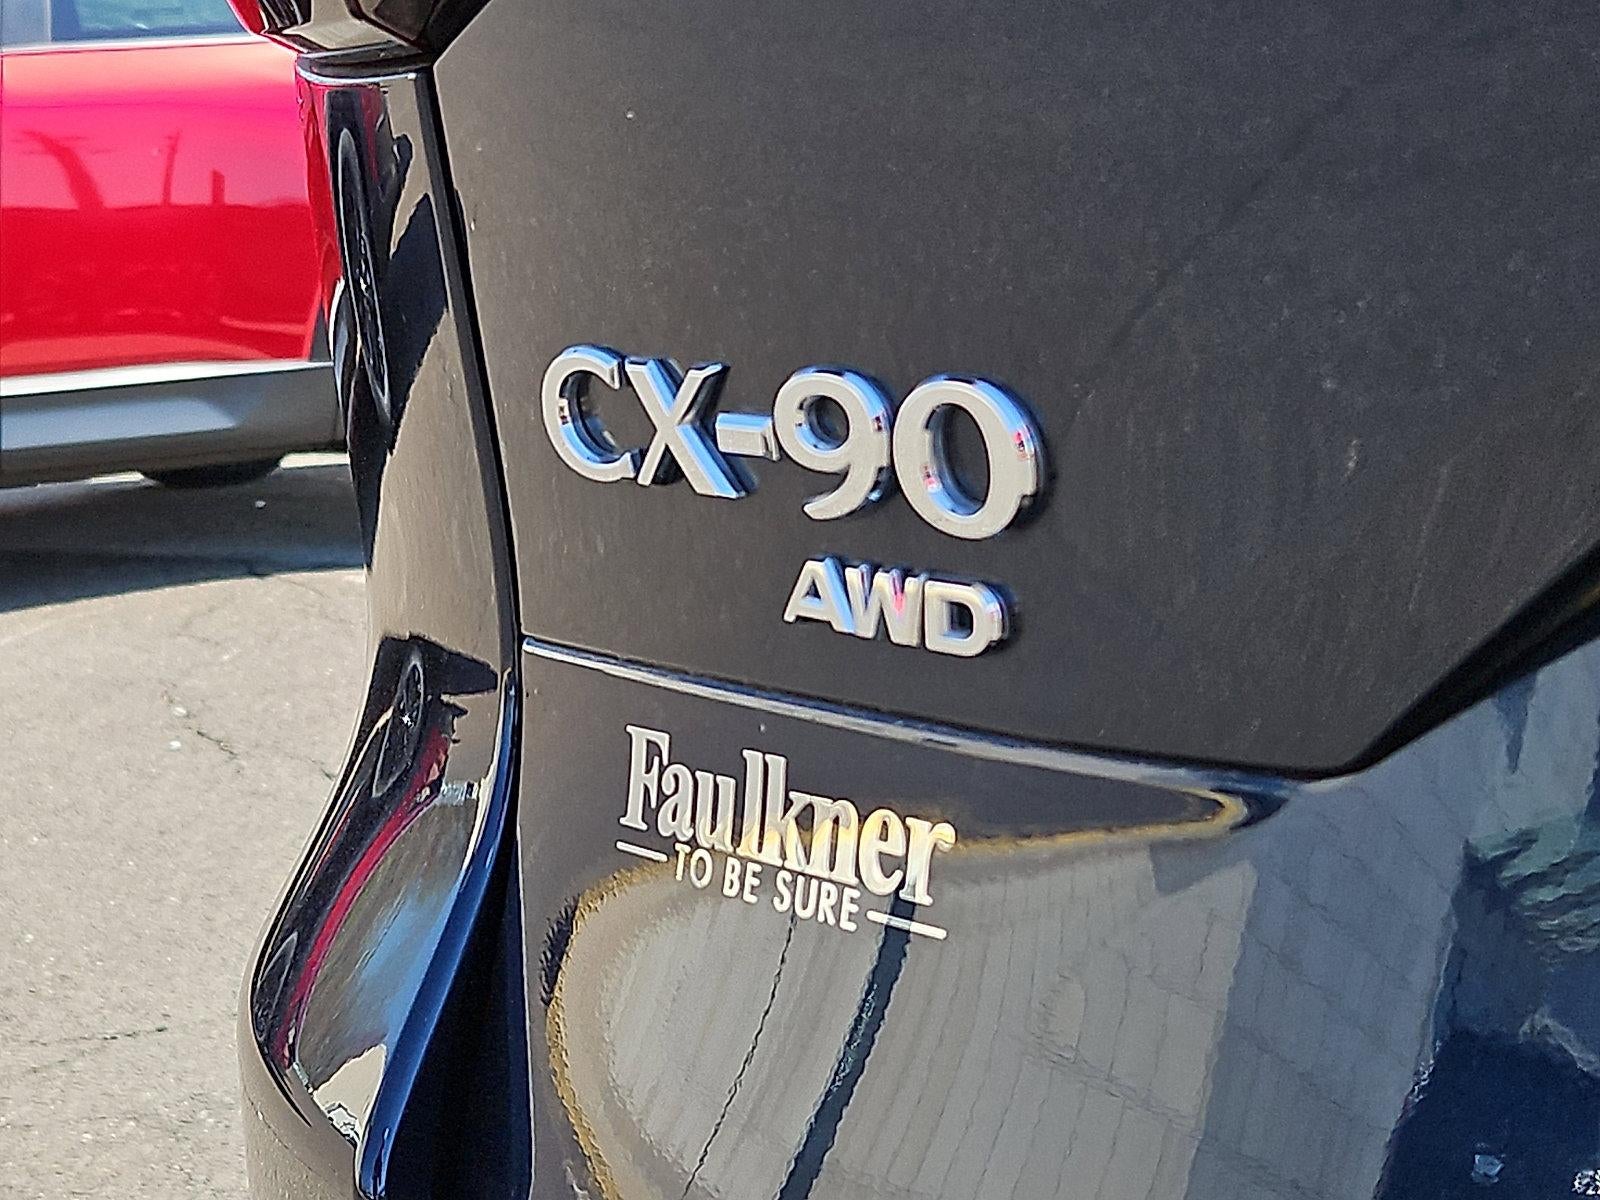 CX-90
AWD
Faulkner
TO BE SURE